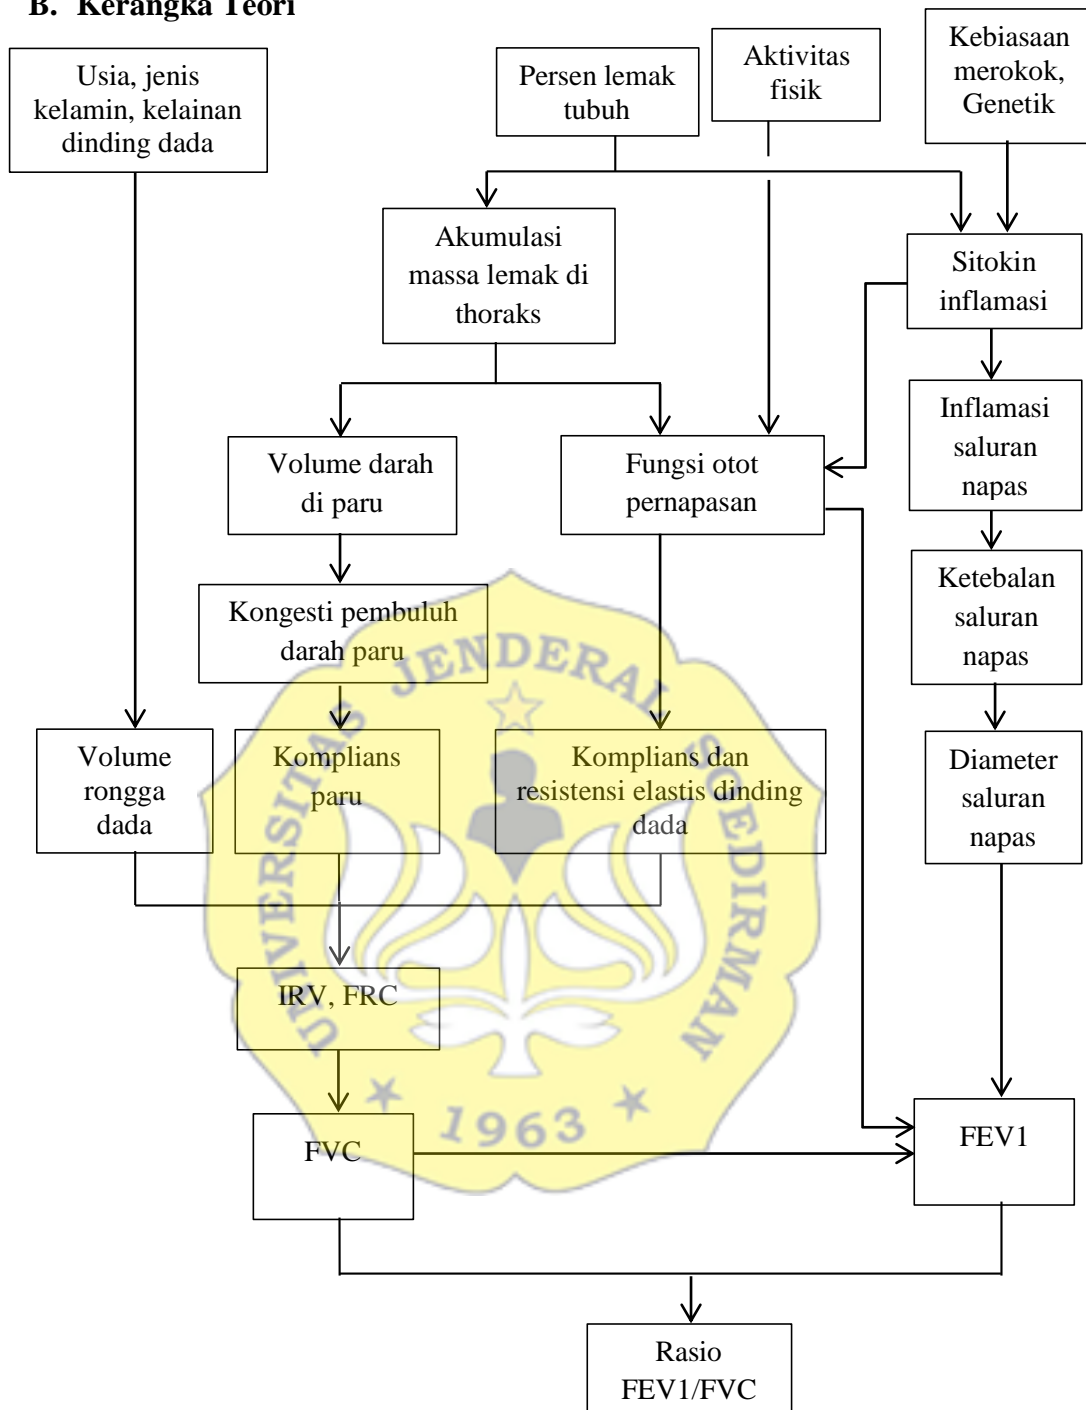 B. Kerangka Teori
Usia, jenis
kelamin, kelainan
dinding dada
Persen lemak
tubuh
Aktivitas
fisik
Kebiasaan
merokok,
Genetik
Akumulasi
massa lemak di
thoraks
Sitokin
inflamasi
Volume darah
di paru
Fungsi otot
pernapasan
Inflamasi
saluran
napas
Kongesti pembuluh
darah paru
Ketebalan
saluran
napas
Volume
rongga
dada
Komplians
paru
Komplians dan
resistensi elastis dinding
dada
Diameter
saluran
napas
IRV, FRC
FVC
FEV1
Rasio
FEV1/FVC
UNIVERSITAS JENDERAL SOEDIRMAN
1963